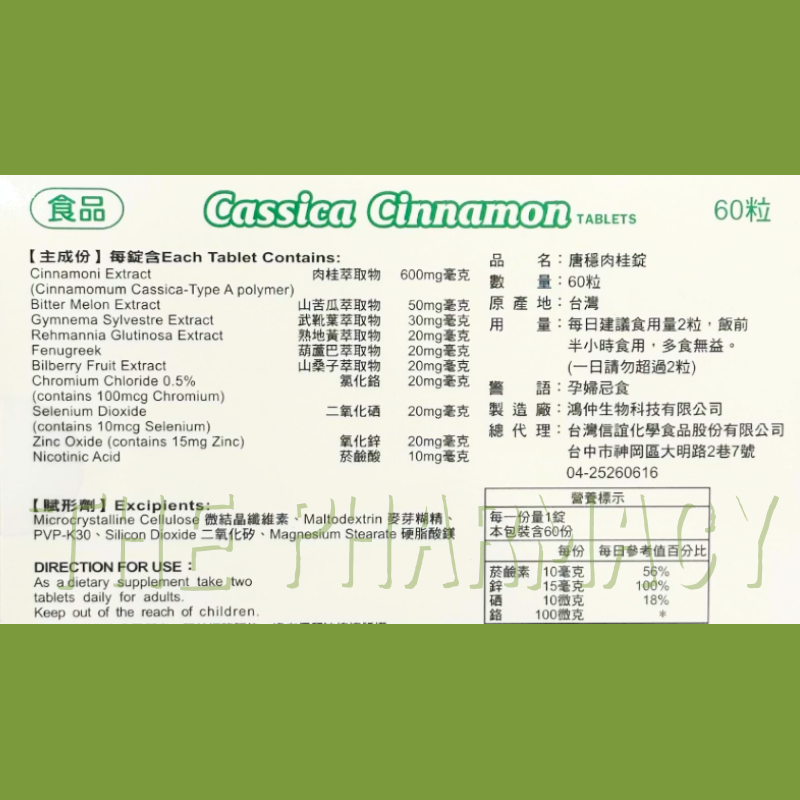 食品
Cassica Cinnamon TABLETS
60粒
【主成份】每錠含Each Tablet Contains:
Cinnamoni Extract 肉桂萃取物 600mg毫克
(Cinnamomum Cassica-Type A polymer)
Bitter Melon Extract 山苦瓜萃取物 50mg毫克
Gymnema Sylvestre Extract 武靴葉萃取物 30mg毫克
Rehmannia Glutinosa Extract 熟地黃萃取物 20mg毫克
Fenugreek 葫蘆巴萃取物 20mg毫克
Bilberry Fruit Extract 山桑子萃取物 20mg毫克
Chromium Chloride 0.5% 氯化鉻 20mg毫克
(contains 100mcg Chromium)
Selenium Dioxide 二氧化硒 20mg毫克
(contains 10mcg Selenium)
Zinc Oxide (contains 15mg Zinc) 氧化鋅 20mg毫克
Nicotinic Acid 菸鹼酸 10mg毫克
【賦形劑】Excipients:
Microcrystalline Cellulose 微結晶纖維素、Maltodextrin 麥芽糊精、
PVP-K30、Silicon Dioxide 二氧化矽、Magnesium Stearate 硬脂酸鎂
DIRECTION FOR USE：
As a dietary supplement take two
tablets daily for adults.
Keep out of the reach of children.
品名：唐穩肉桂錠
數量：60粒
原產地：台灣
用量：每日建議食用量2粒，飯前
半小時食用，多食無益。
(一日請勿超過2粒)
警語：孕婦忌食
製造廠：鴻仲生物科技有限公司
總代理：台灣信誼化學食品股份有限公司
台中市神岡區大明路2巷7號
04-25260616
營養標示
每一份量1錠
本包裝含60份
每份 每日參考值百分比
菸鹼素 10毫克 56%
鋅 15毫克 100%
硒 10微克 18%
鉻 100微克 *
THE PHARMACY